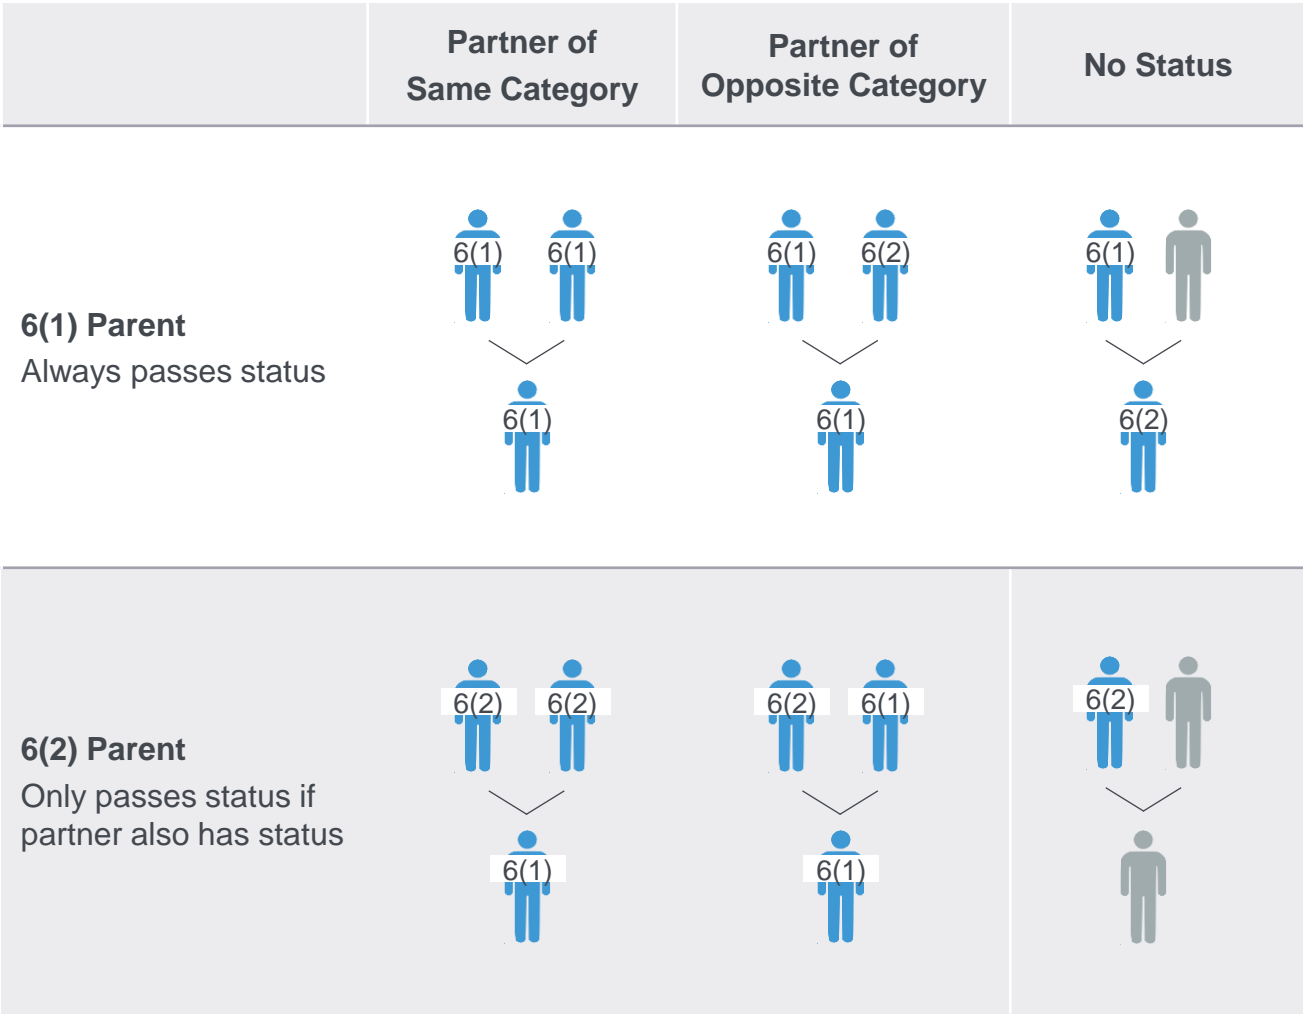 Partner of
Same Category
Partner of
Opposite Category
No Status
6(1) Parent
Always passes status
6(1) 6(1)
6(1)
6(1) 6(2)
6(1)
6(1)
6(2)
6(2) Parent
Only passes status if
partner also has status
6(2) 6(2)
6(1)
6(2) 6(1)
6(1)
6(2)